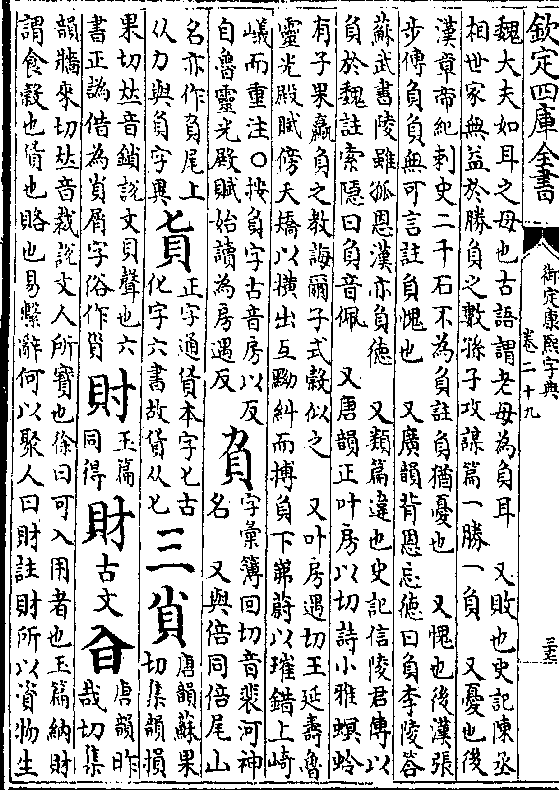 欽定四庫全書
御定康熙字典
卷二十九
魏大夫如耳之母也古語謂老母為負耳　又敗也史記陳丞
相世家無益於勝負之數孫子攻謀篇一勝一負　又憂也後
漢章帝紀刺史二千石不為負註負猶憂也　又愧也後漢張
步傳負負無可言註負愧也　又廣韻背恩忘德曰負李陵答
蘇武書陵雖孤恩漢亦負德　又類篇違也史記信陵君傳以
負於魏註索隱曰負音佩　又唐韻正叶房以切詩小雅螟蛉
有子果蠃負之教誨爾子式穀似之　又叶房遇切王延壽魯
靈光殿賦傍夭蟜以橫出互黝糾而搏負下崱蔚以璀錯上崎
嶬而重注○按負字古音房以反
自魯靈光殿賦始讀為房遇反
𧴤
字彙簿回切音裴河神
名　又與倍同倍尾山
名亦作𧴤尾上
从力與負字異
𧴩
正字通貨本字𠤎古
化字六書故貨从𠤎
三
𧴪
唐韻蘇果
切集韻損
果切𠀤音鎖說文貝聲也六
書正譌借為𧴪屑字俗作𧴪
財
玉篇
同得
財
古文
唐韻昨
哉切集
韻牆來切𠀤音裁說文人所寶也徐曰可入用者也玉篇納財
謂食穀也貨也賂也易繫辭何以聚人曰財註財所以資物生